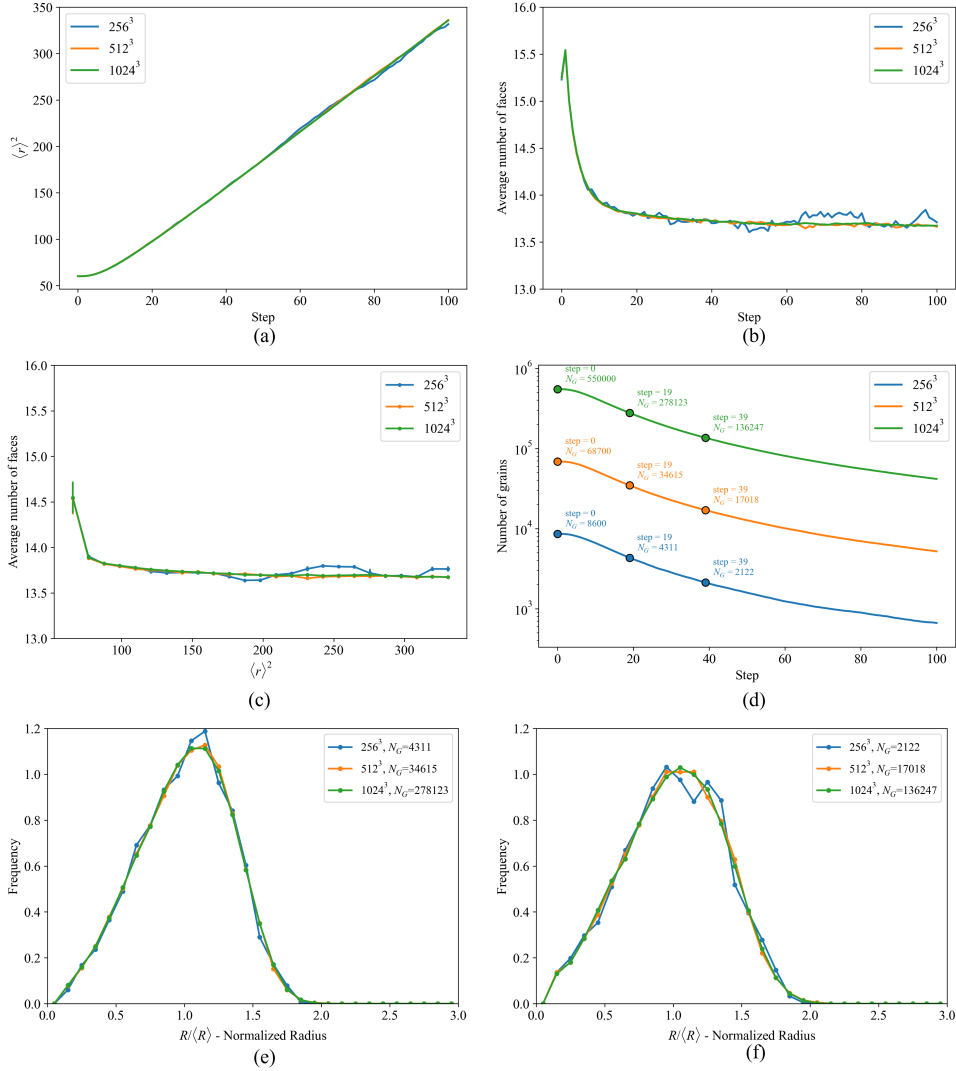 350
300
250
200
150
100
50
⟨r⟩²
256³
512³
1024³
0
20
40
60
80
100
Step
(a)
16.0
15.5
15.0
14.5
14.0
13.5
13.0
Average number of faces
256³
512³
1024³
0
20
40
60
80
100
Step
(b)
16.0
15.5
15.0
14.5
14.0
13.5
13.0
Average number of faces
256³
512³
1024³
100
150
200
250
300
⟨r⟩²
(c)
10⁶
10⁵
10⁴
10³
Number of grains
step = 0
N_G = 550000
step = 19
N_G = 278123
step = 39
N_G = 136247
step = 0
N_G = 68700
step = 19
N_G = 34615
step = 39
N_G = 17018
step = 0
N_G = 8600
step = 19
N_G = 4311
step = 39
N_G = 2122
256³
512³
1024³
0
20
40
60
80
100
Step
(d)
1.2
1.0
0.8
0.6
0.4
0.2
0.0
Frequency
256³, N_G=4311
512³, N_G=34615
1024³, N_G=278123
0.0
0.5
1.0
1.5
2.0
2.5
3.0
R/⟨R⟩ - Normalized Radius
(e)
1.2
1.0
0.8
0.6
0.4
0.2
0.0
Frequency
256³, N_G=2122
512³, N_G=17018
1024³, N_G=136247
0.0
0.5
1.0
1.5
2.0
2.5
3.0
R/⟨R⟩ - Normalized Radius
(f)